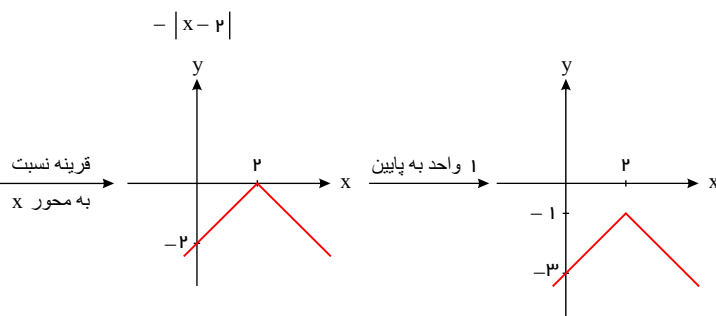 − |x − ۲|
قرینه نسبت
به محور x
y
x
۲
−۲
۱ واحد به پایین
y
x
۲
− ۱
−۳